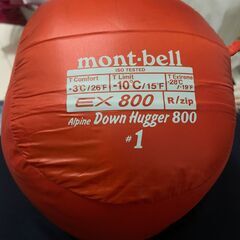 mont-bell
ISO TESTED
T Comfort T Limit T Extreme
-3℃/26℉ -10℃/15℉ -28℃/-19℉
EX 800 R/zip
Alpine Down Hugger 800
#1